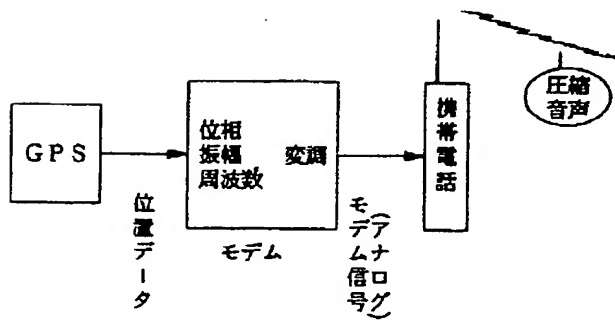 圧縮
音声
GPS
位相
振幅
周波数
変調
携帯電話
位置データ
モデム
(アナログ)
モデム信号